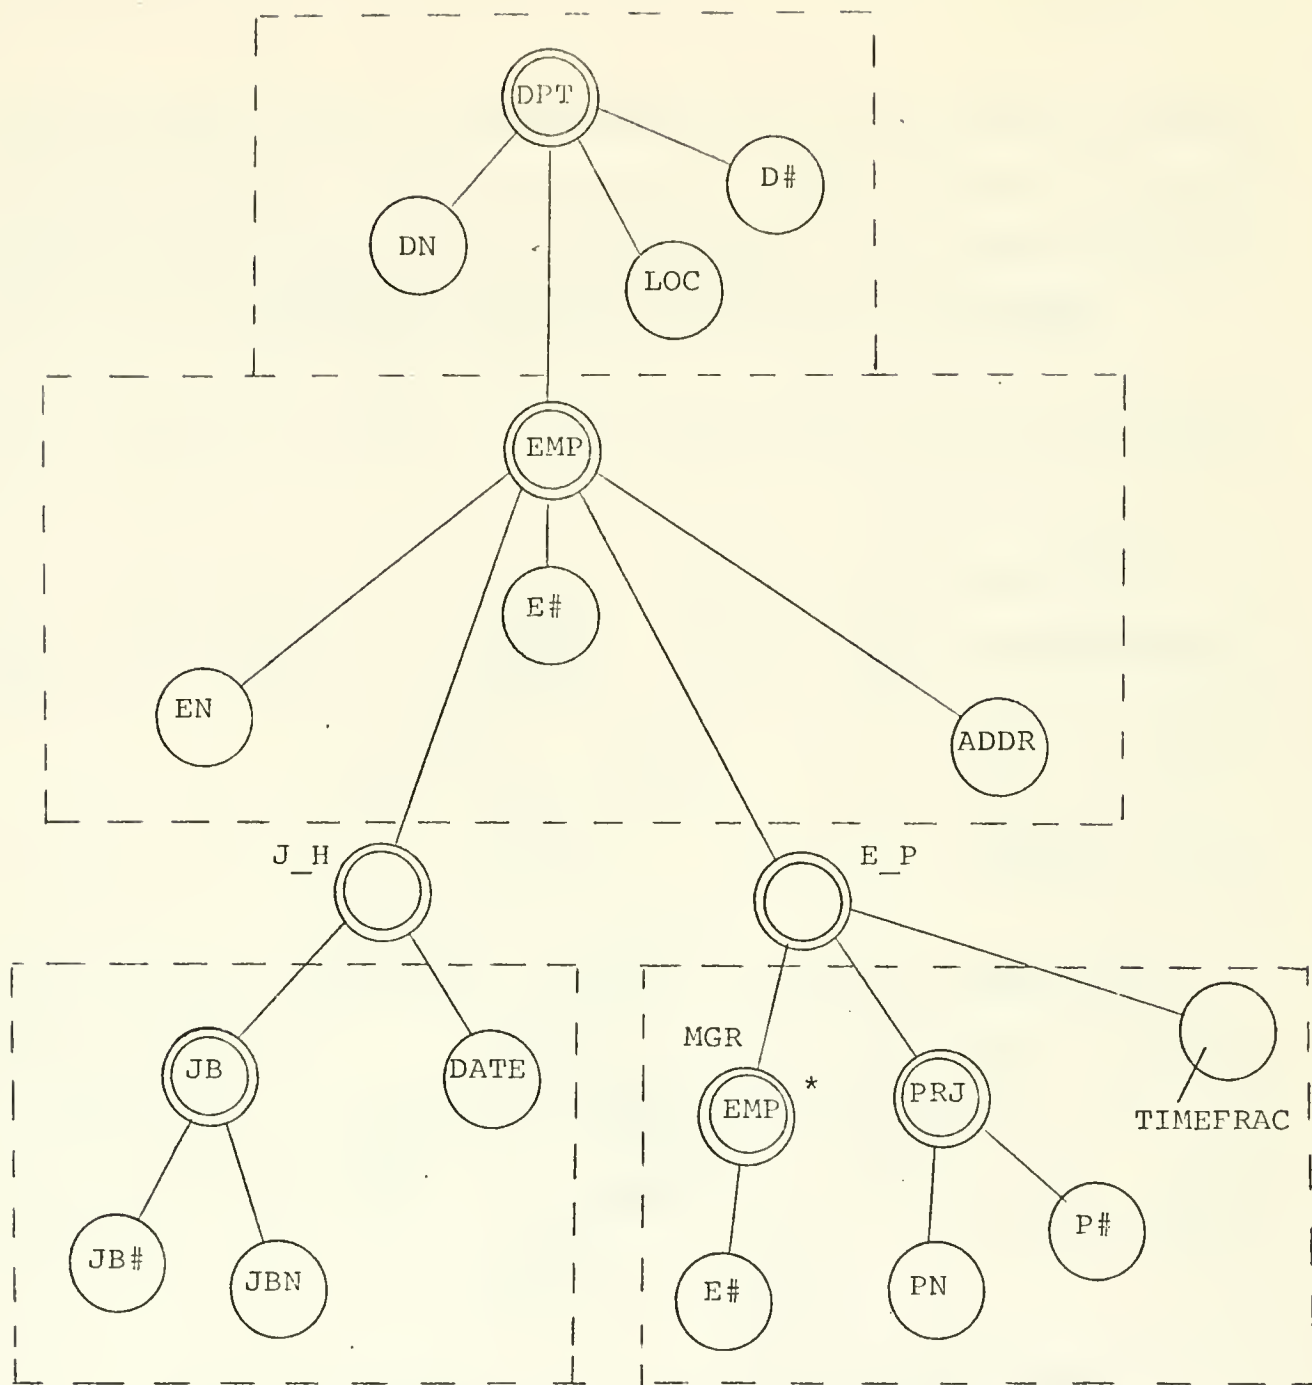 DPT
D#
DN
LOC
EMP
E#
EN
ADDR
J_H
E_P
JB
DATE
MGR
EMP *
PRJ
TIMEFRAC
JB#
JBN
E#
PN
P#